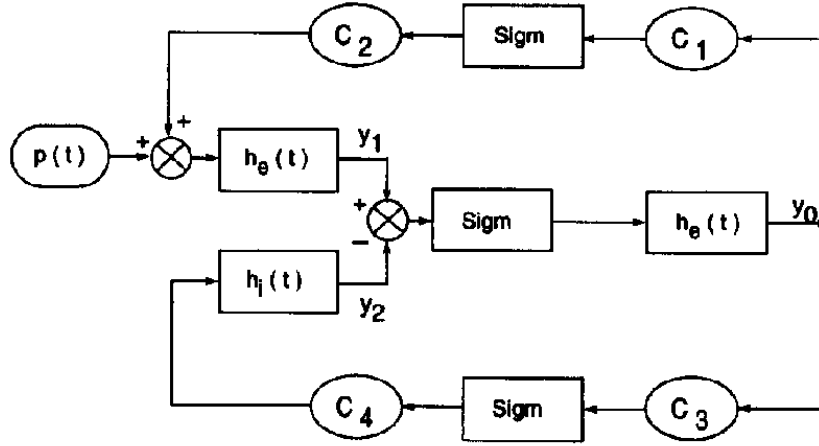 C2
Sigm
C1
+
+
p(t)
he(t)
y1
+
−
Sigm
he(t)
y0
hi(t)
y2
C4
Sigm
C3